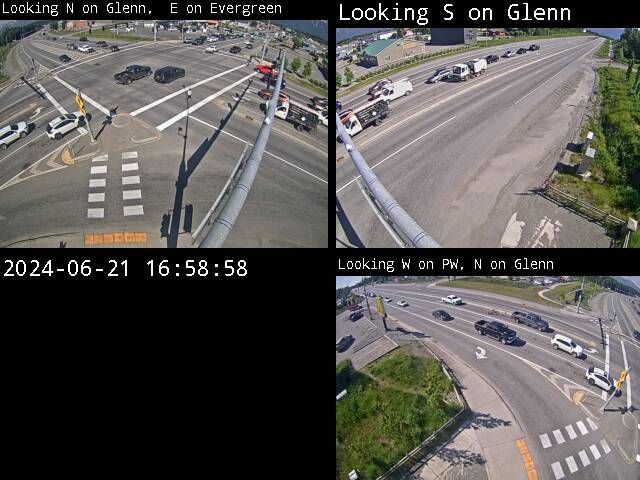 Looking N on Glenn,  E on Evergreen
Looking S on Glenn
2024-06-21 16:58:58
Looking W on PW, N on Glenn